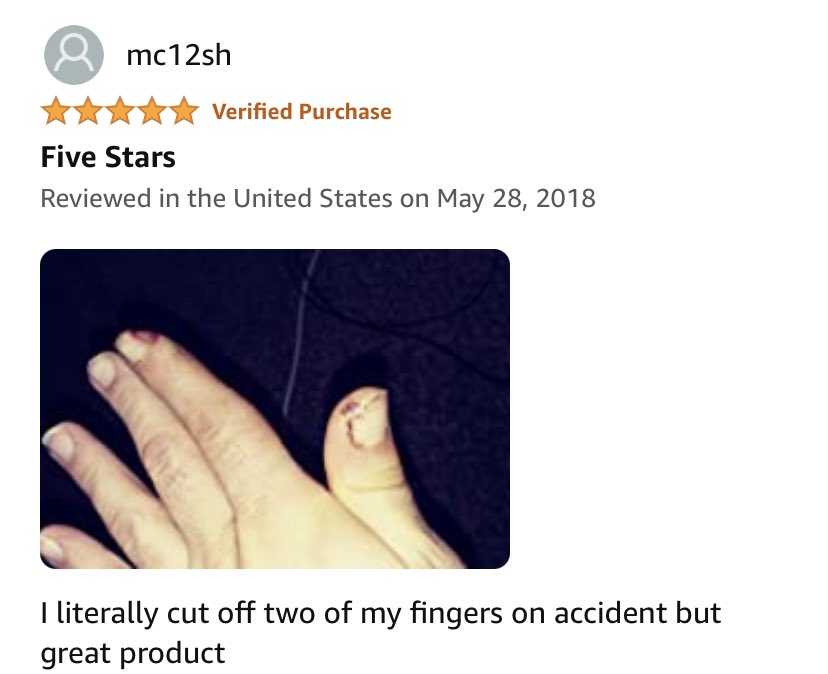 mc12sh
Verified Purchase
Five Stars
Reviewed in the United States on May 28, 2018
I literally cut off two of my fingers on accident but
great product